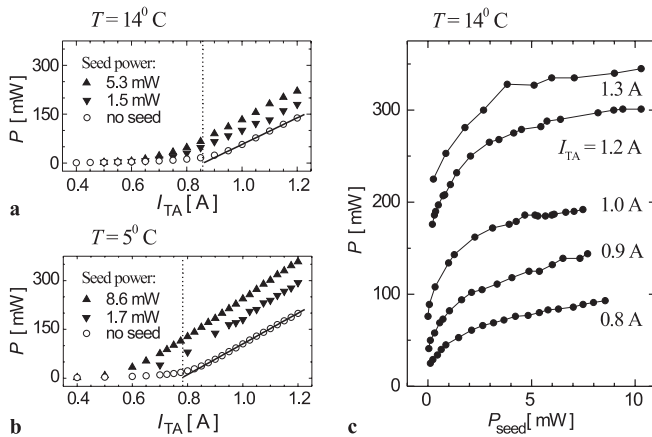 T = 14⁰ C
P [mW]
300
150
0
Seed power:
▲ 5.3 mW
▼ 1.5 mW
○ no seed
0.4 0.6 0.8 1.0 1.2
a
I_TA [A]
T = 5⁰ C
P [mW]
300
150
0
Seed power:
▲ 8.6 mW
▼ 1.7 mW
○ no seed
0.4 0.6 0.8 1.0 1.2
b
I_TA [A]
T = 14⁰ C
P [mW]
300
200
100
0
1.3 A
I_TA = 1.2 A
1.0 A
0.9 A
0.8 A
0 5 10
c
P_seed [mW]